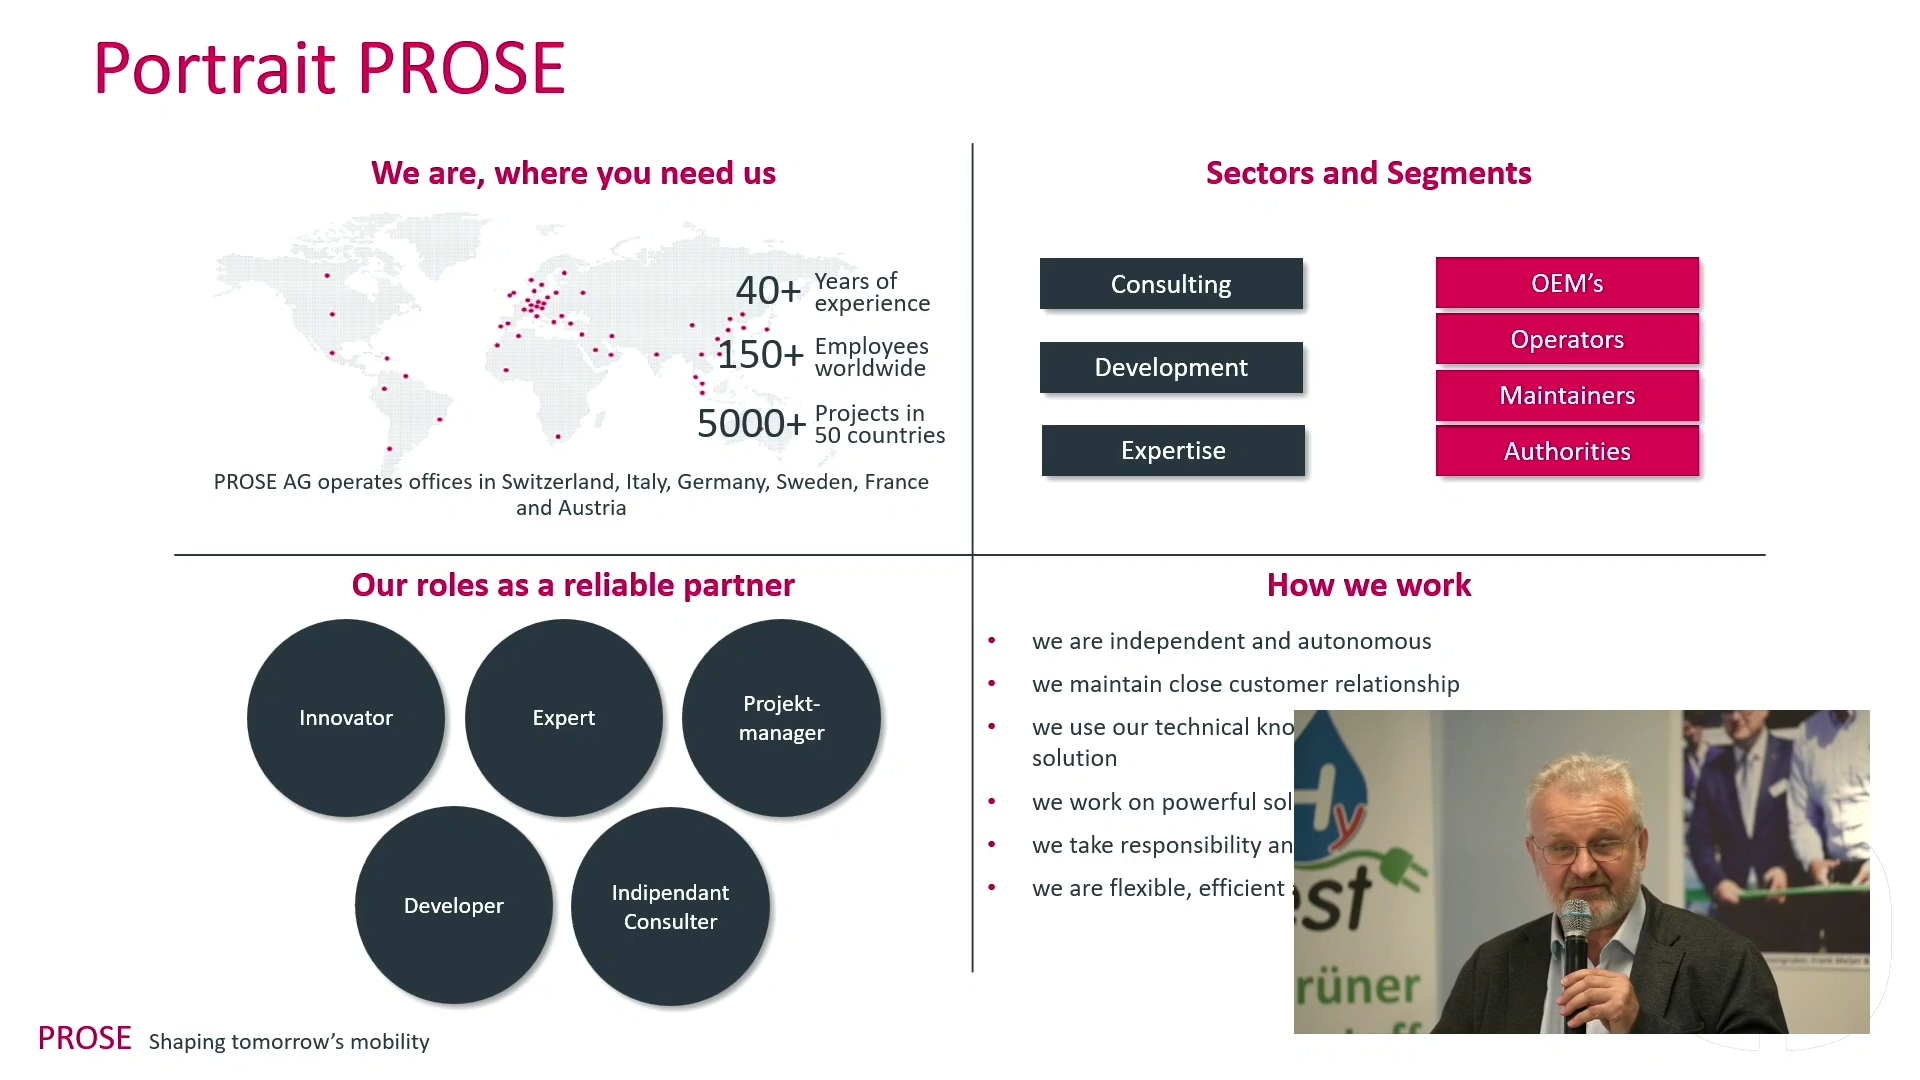 Portrait PROSE
We are, where you need us
40+
Years of
experience
150+
Employees
worldwide
5000+
Projects in
50 countries
PROSE AG operates offices in Switzerland, Italy, Germany, Sweden, France
and Austria
Sectors and Segments
Consulting
Development
Expertise
OEM’s
Operators
Maintainers
Authorities
Our roles as a reliable partner
Innovator
Expert
Projekt-
manager
Developer
Indipendant
Consulter
How we work
• we are independent and autonomous
• we maintain close customer relationship
• we use our technical kno
solution
• we work on powerful sol
• we take responsibility an
• we are flexible, efficient
Hy
est
rüner
PROSE Shaping tomorrow’s mobility